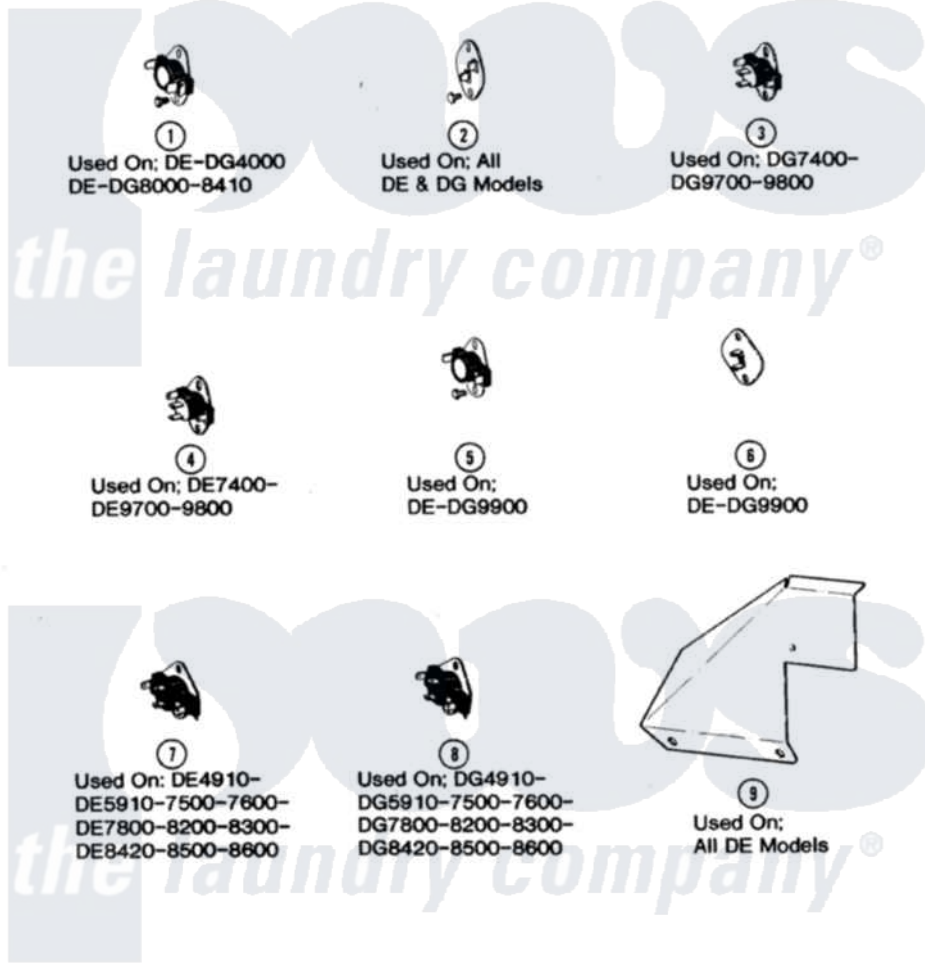 1
Used On; DE-DG4000
DE-DG8000-8410
2
Used On; All
DE & DG Models
3
Used On; DG7400-
DG9700-9800
the laundry company®
4
Used On; DE7400-
DE9700-9800
5
Used On;
DE-DG9900
6
Used On;
DE-DG9900
7
Used On: DE4910-
DE5910-7500-7600-
DE7800-8200-8300-
DE8420-8500-8600
8
Used On; DG4910-
DG5910-7500-7600-
DG7800-8200-8300-
DG8420-8500-8600
9
Used On;
All DE Models
the laundry company®